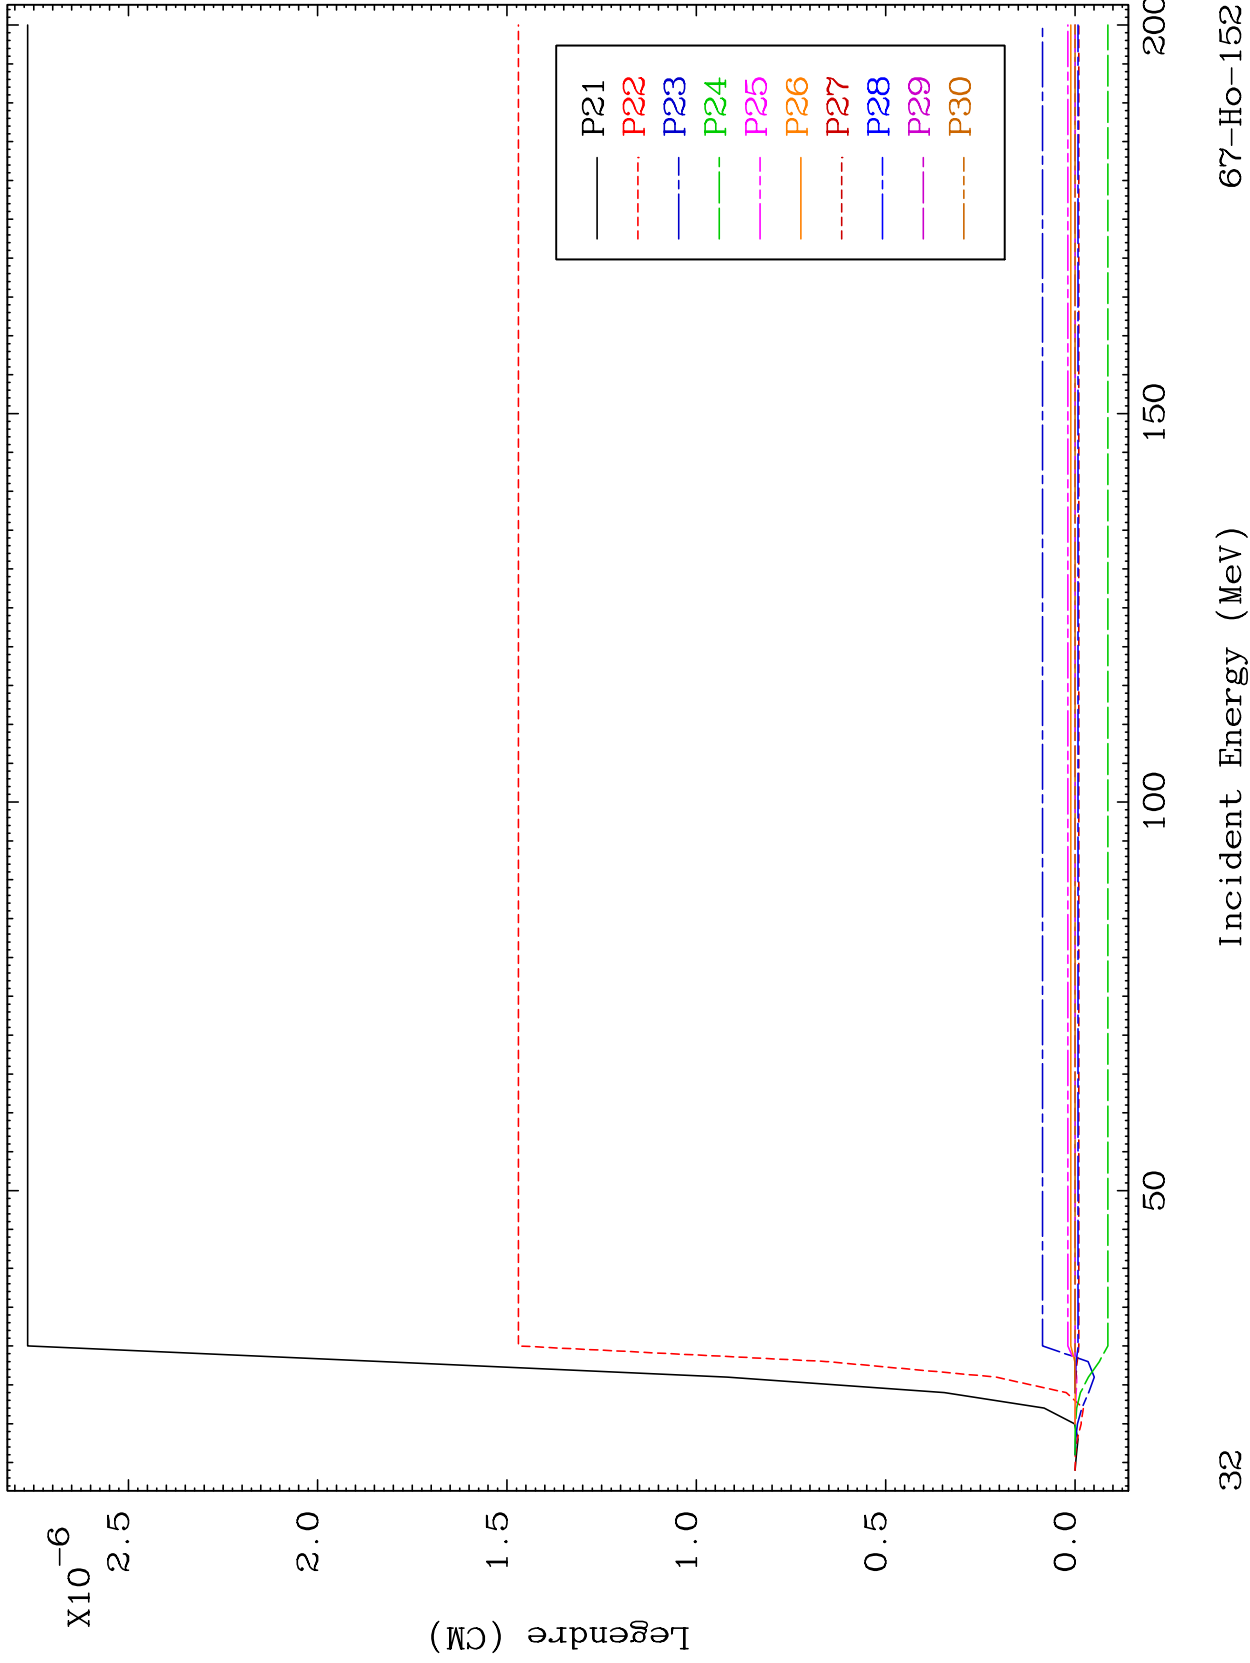 X10-6
2.5
2.0
1.5
1.0
0.5
0.0
Legendre (CM)
P21
P22
P23
P24
P25
P26
P27
P28
P29
P30
50
100
150
200
32
Incident Energy (MeV)
67-Ho-152